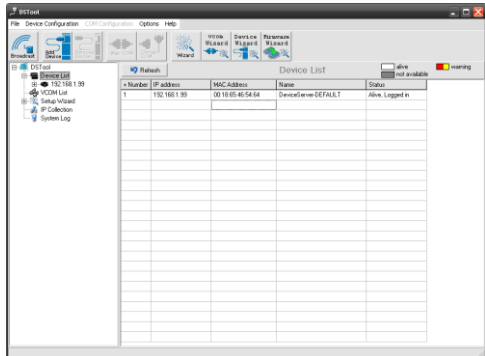 DSTool
File Device Configuration COM Configuration Options Help
Broadcast
Add Device
Wizard
Vcom Wizard
Device Wizard
Firmware Wizard
DSTool
Device List
192.168.1.99
VCOM List
Setup Wizard
IP Collection
System Log
Refresh
Device List
alive
not available
warning
Number IP address MAC Address Name Status
1 192.168.1.99 00:18:65:46:54:64 DeviceServer-DEFAULT Alive, Logged in